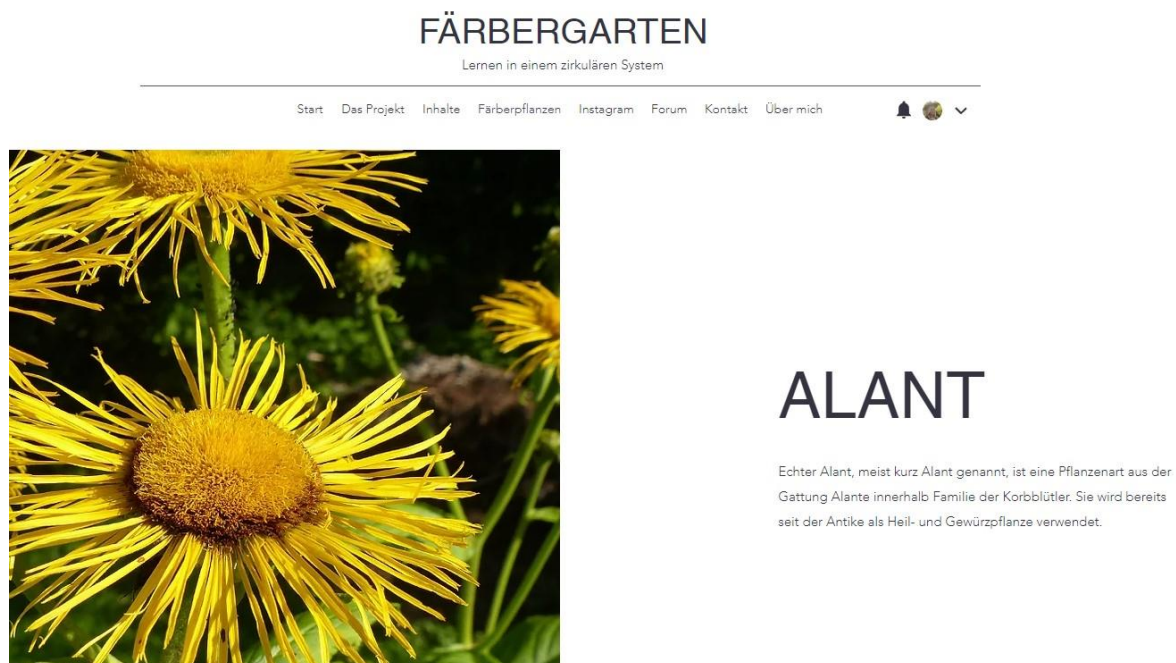 FÄRBERGARTEN
Lernen in einem zirkulären System
Start Das Projekt Inhalte Färberpflanzen Instagram Forum Kontakt Über mich
ALANT
Echter Alant, meist kurz Alant genannt, ist eine Pflanzenart aus der
Gattung Alante innerhalb Familie der Korbblütler. Sie wird bereits
seit der Antike als Heil- und Gewürzpflanze verwendet.